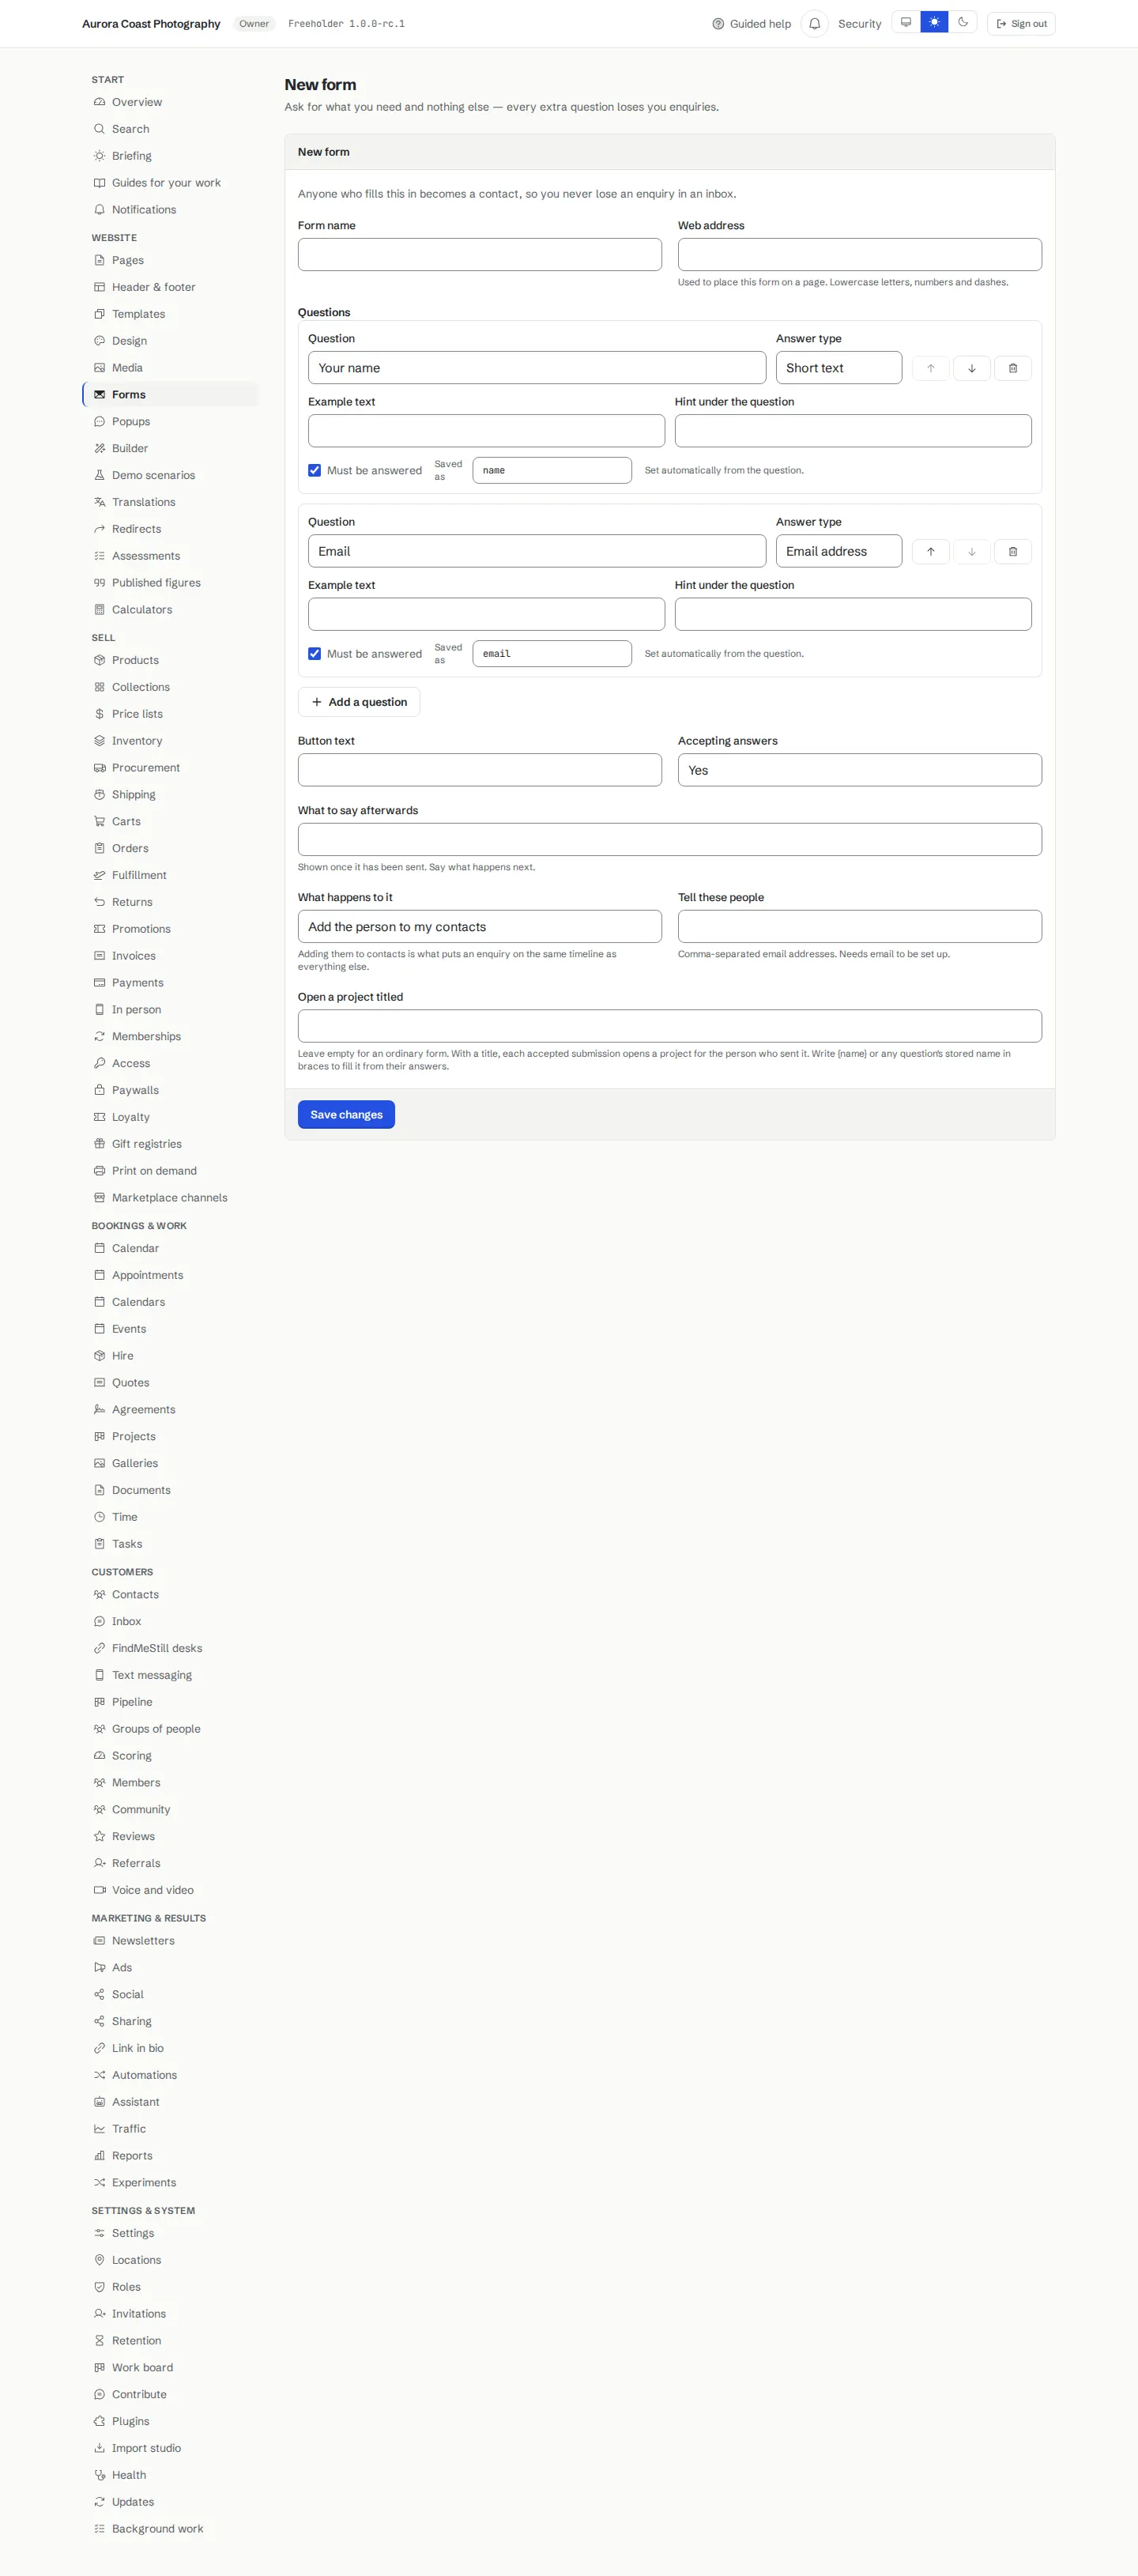 Aurora Coast Photography
Owner
Freeholder 1.0.0-rc.1
Guided help
Security
Sign out
START
Overview
Search
Briefing
Guides for your work
Notifications
WEBSITE
Pages
Header & footer
Templates
Design
Media
Forms
Popups
Builder
Demo scenarios
Translations
Redirects
Assessments
Published figures
Calculators
SELL
Products
Collections
Price lists
Inventory
Procurement
Shipping
Carts
Orders
Fulfillment
Returns
Promotions
Invoices
Payments
In person
Memberships
Access
Paywalls
Loyalty
Gift registries
Print on demand
Marketplace channels
BOOKINGS & WORK
Calendar
Appointments
Calendars
Events
Hire
Quotes
Agreements
Projects
Galleries
Documents
Time
Tasks
CUSTOMERS
Contacts
Inbox
FindMeStill desks
Text messaging
Pipeline
Groups of people
Scoring
Members
Community
Reviews
Referrals
Voice and video
MARKETING & RESULTS
Newsletters
Ads
Social
Sharing
Link in bio
Automations
Assistant
Traffic
Reports
Experiments
SETTINGS & SYSTEM
Settings
Locations
Roles
Invitations
Retention
Work board
Contribute
Plugins
Import studio
Health
Updates
Background work
New form
Ask for what you need and nothing else — every extra question loses you enquiries.
New form
Anyone who fills this in becomes a contact, so you never lose an enquiry in an inbox.
Form name
Web address
Used to place this form on a page. Lowercase letters, numbers and dashes.
Questions
Question
Answer type
Your name
Short text
Example text
Hint under the question
Must be answered
Saved as
name
Set automatically from the question.
Question
Answer type
Email
Email address
Example text
Hint under the question
Must be answered
Saved as
email
Set automatically from the question.
Add a question
Button text
Accepting answers
Yes
What to say afterwards
Shown once it has been sent. Say what happens next.
What happens to it
Tell these people
Add the person to my contacts
Adding them to contacts is what puts an enquiry on the same timeline as
everything else.
Comma-separated email addresses. Needs email to be set up.
Open a project titled
Leave empty for an ordinary form. With a title, each accepted submission opens a project for the person who sent it. Write {name} or any question's stored name in
braces to fill it from their answers.
Save changes